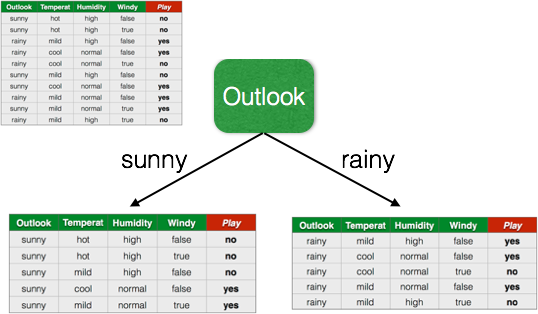 Outlook Temperat Humidity Windy Play
sunny hot high false no
sunny hot high true no
rainy mild high false yes
rainy cool normal false yes
rainy cool normal true no
sunny mild high false no
sunny cool normal false yes
rainy mild normal false yes
sunny mild normal true yes
rainy mild high true no
Outlook
sunny
rainy
Outlook Temperat Humidity Windy Play
sunny hot high false no
sunny hot high true no
sunny mild high false no
sunny cool normal false yes
sunny mild normal true yes
Outlook Temperat Humidity Windy Play
rainy mild high false yes
rainy cool normal false yes
rainy cool normal true no
rainy mild normal false yes
rainy mild high true no